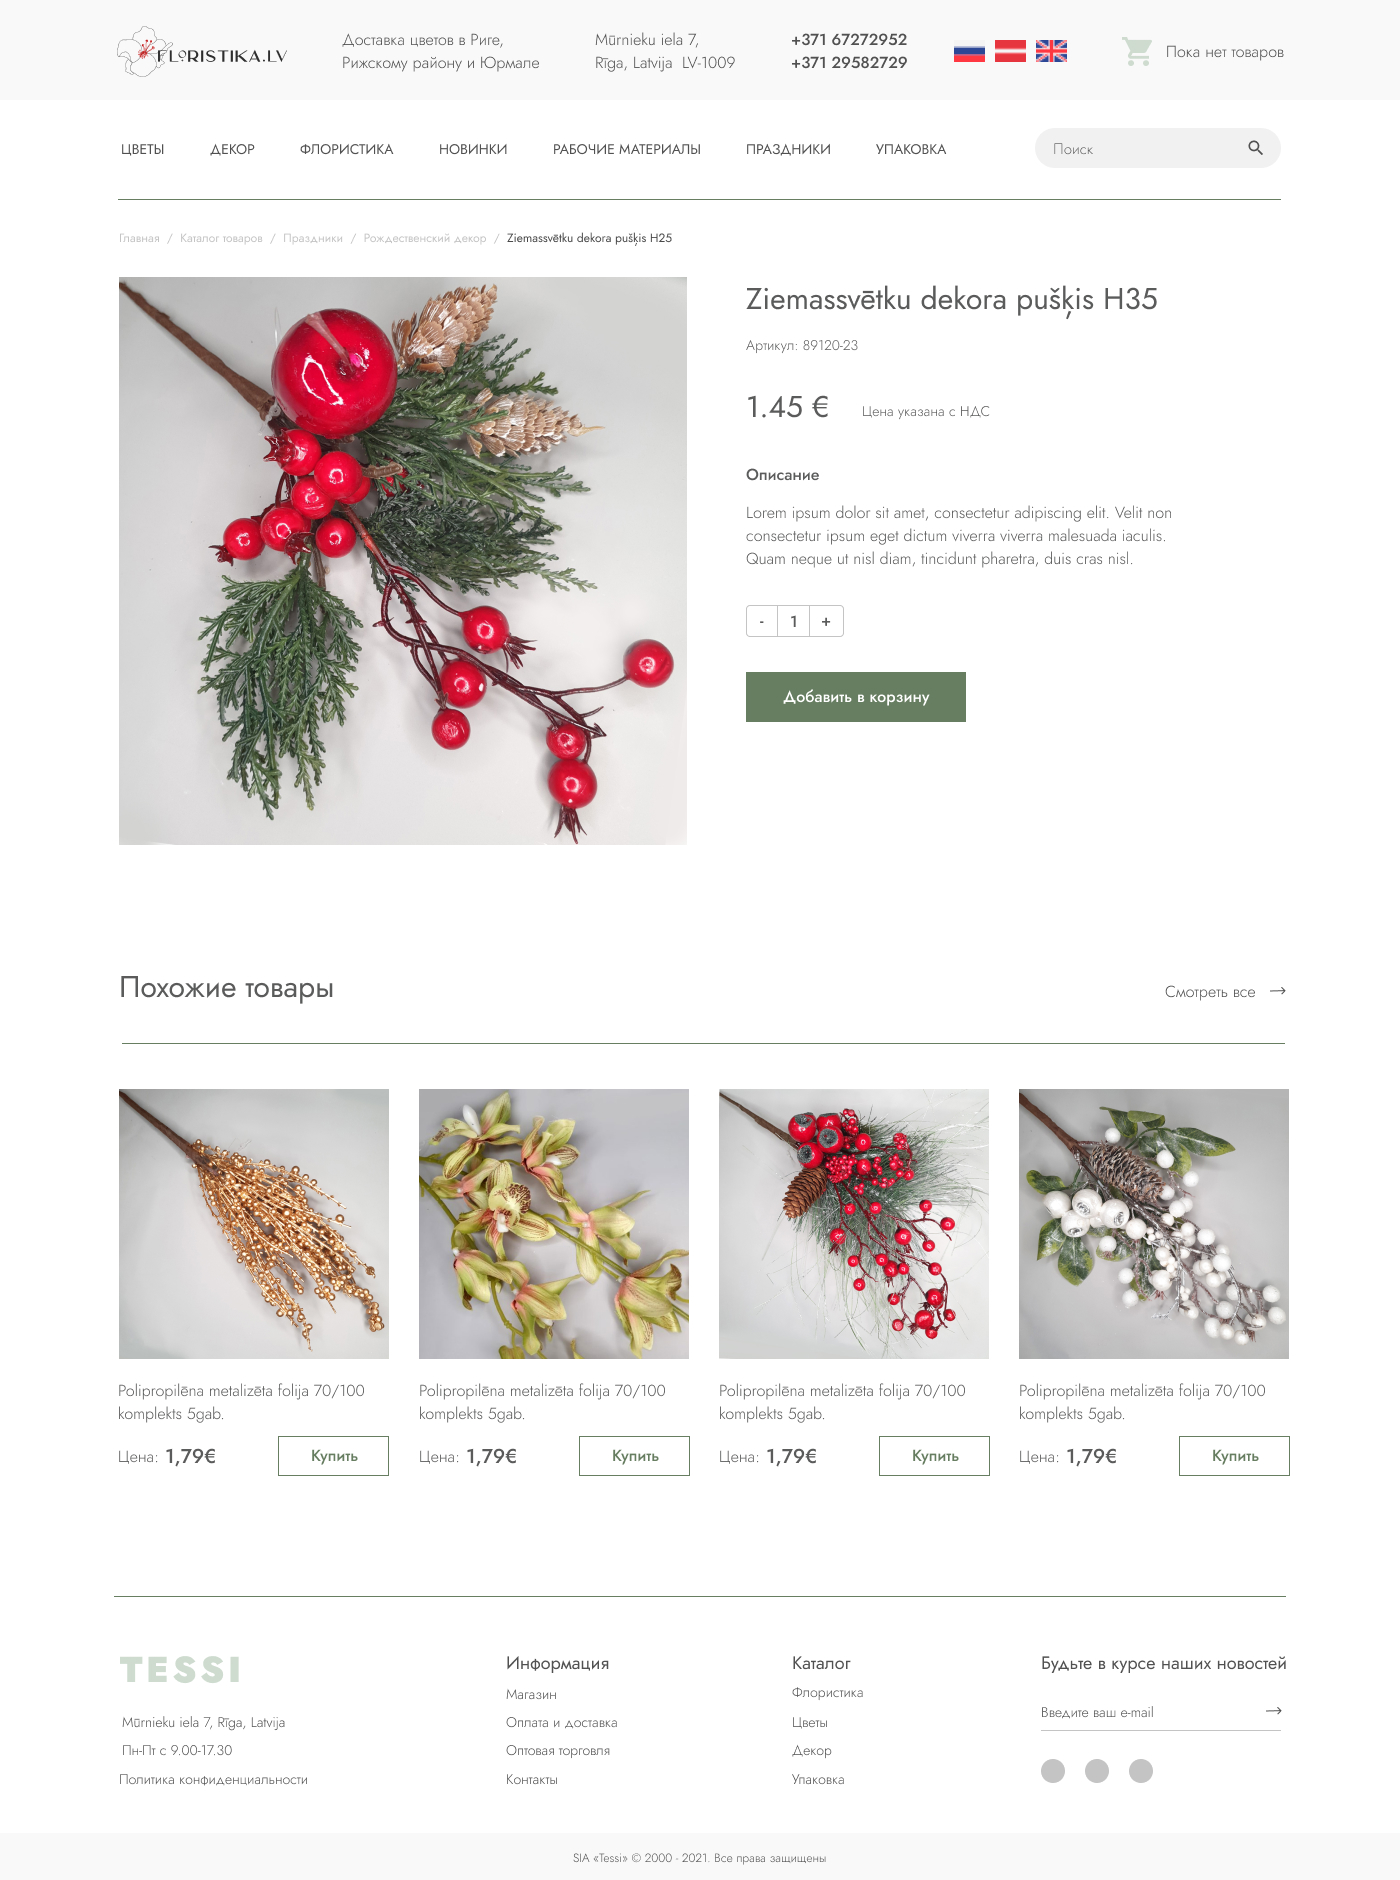 FLORISTIKA.LV
Доставка цветов в Риге,
Рижскому району и Юрмале
Mūrnieku iela 7,
Rīga, Latvija LV-1009
+371 67272952
+371 29582729
Пока нет товаров
ЦВЕТЫ
ДЕКОР
ФЛОРИСТИКА
НОВИНКИ
РАБОЧИЕ МАТЕРИАЛЫ
ПРАЗДНИКИ
УПАКОВКА
Поиск
Главная / Каталог товаров / Праздники / Рождественский декор / Ziemassvētku dekora pušķis H25
Ziemassvētku dekora pušķis H35
Артикул: 89120-23
1.45 € Цена указана с НДС
Описание
Lorem ipsum dolor sit amet, consectetur adipiscing elit. Velit non
consectetur ipsum eget dictum viverra viverra malesuada iaculis.
Quam neque ut nisl diam, tincidunt pharetra, duis cras nisl.
- 1 +
Добавить в корзину
Похожие товары
Смотреть все
Polipropilēna metalizēta folija 70/100
komplekts 5gab.
Цена: 1,79€
Купить
Polipropilēna metalizēta folija 70/100
komplekts 5gab.
Цена: 1,79€
Купить
Polipropilēna metalizēta folija 70/100
komplekts 5gab.
Цена: 1,79€
Купить
Polipropilēna metalizēta folija 70/100
komplekts 5gab.
Цена: 1,79€
Купить
TESSI
Mūrnieku iela 7, Rīga, Latvija
Пн-Пт с 9.00-17.30
Политика конфиденциальности
Информация
Магазин
Оплата и доставка
Оптовая торговля
Контакты
Каталог
Флористика
Цветы
Декор
Упаковка
Будьте в курсе наших новостей
Введите ваш e-mail
SIA «Tessi» © 2000 - 2021. Все права защищены